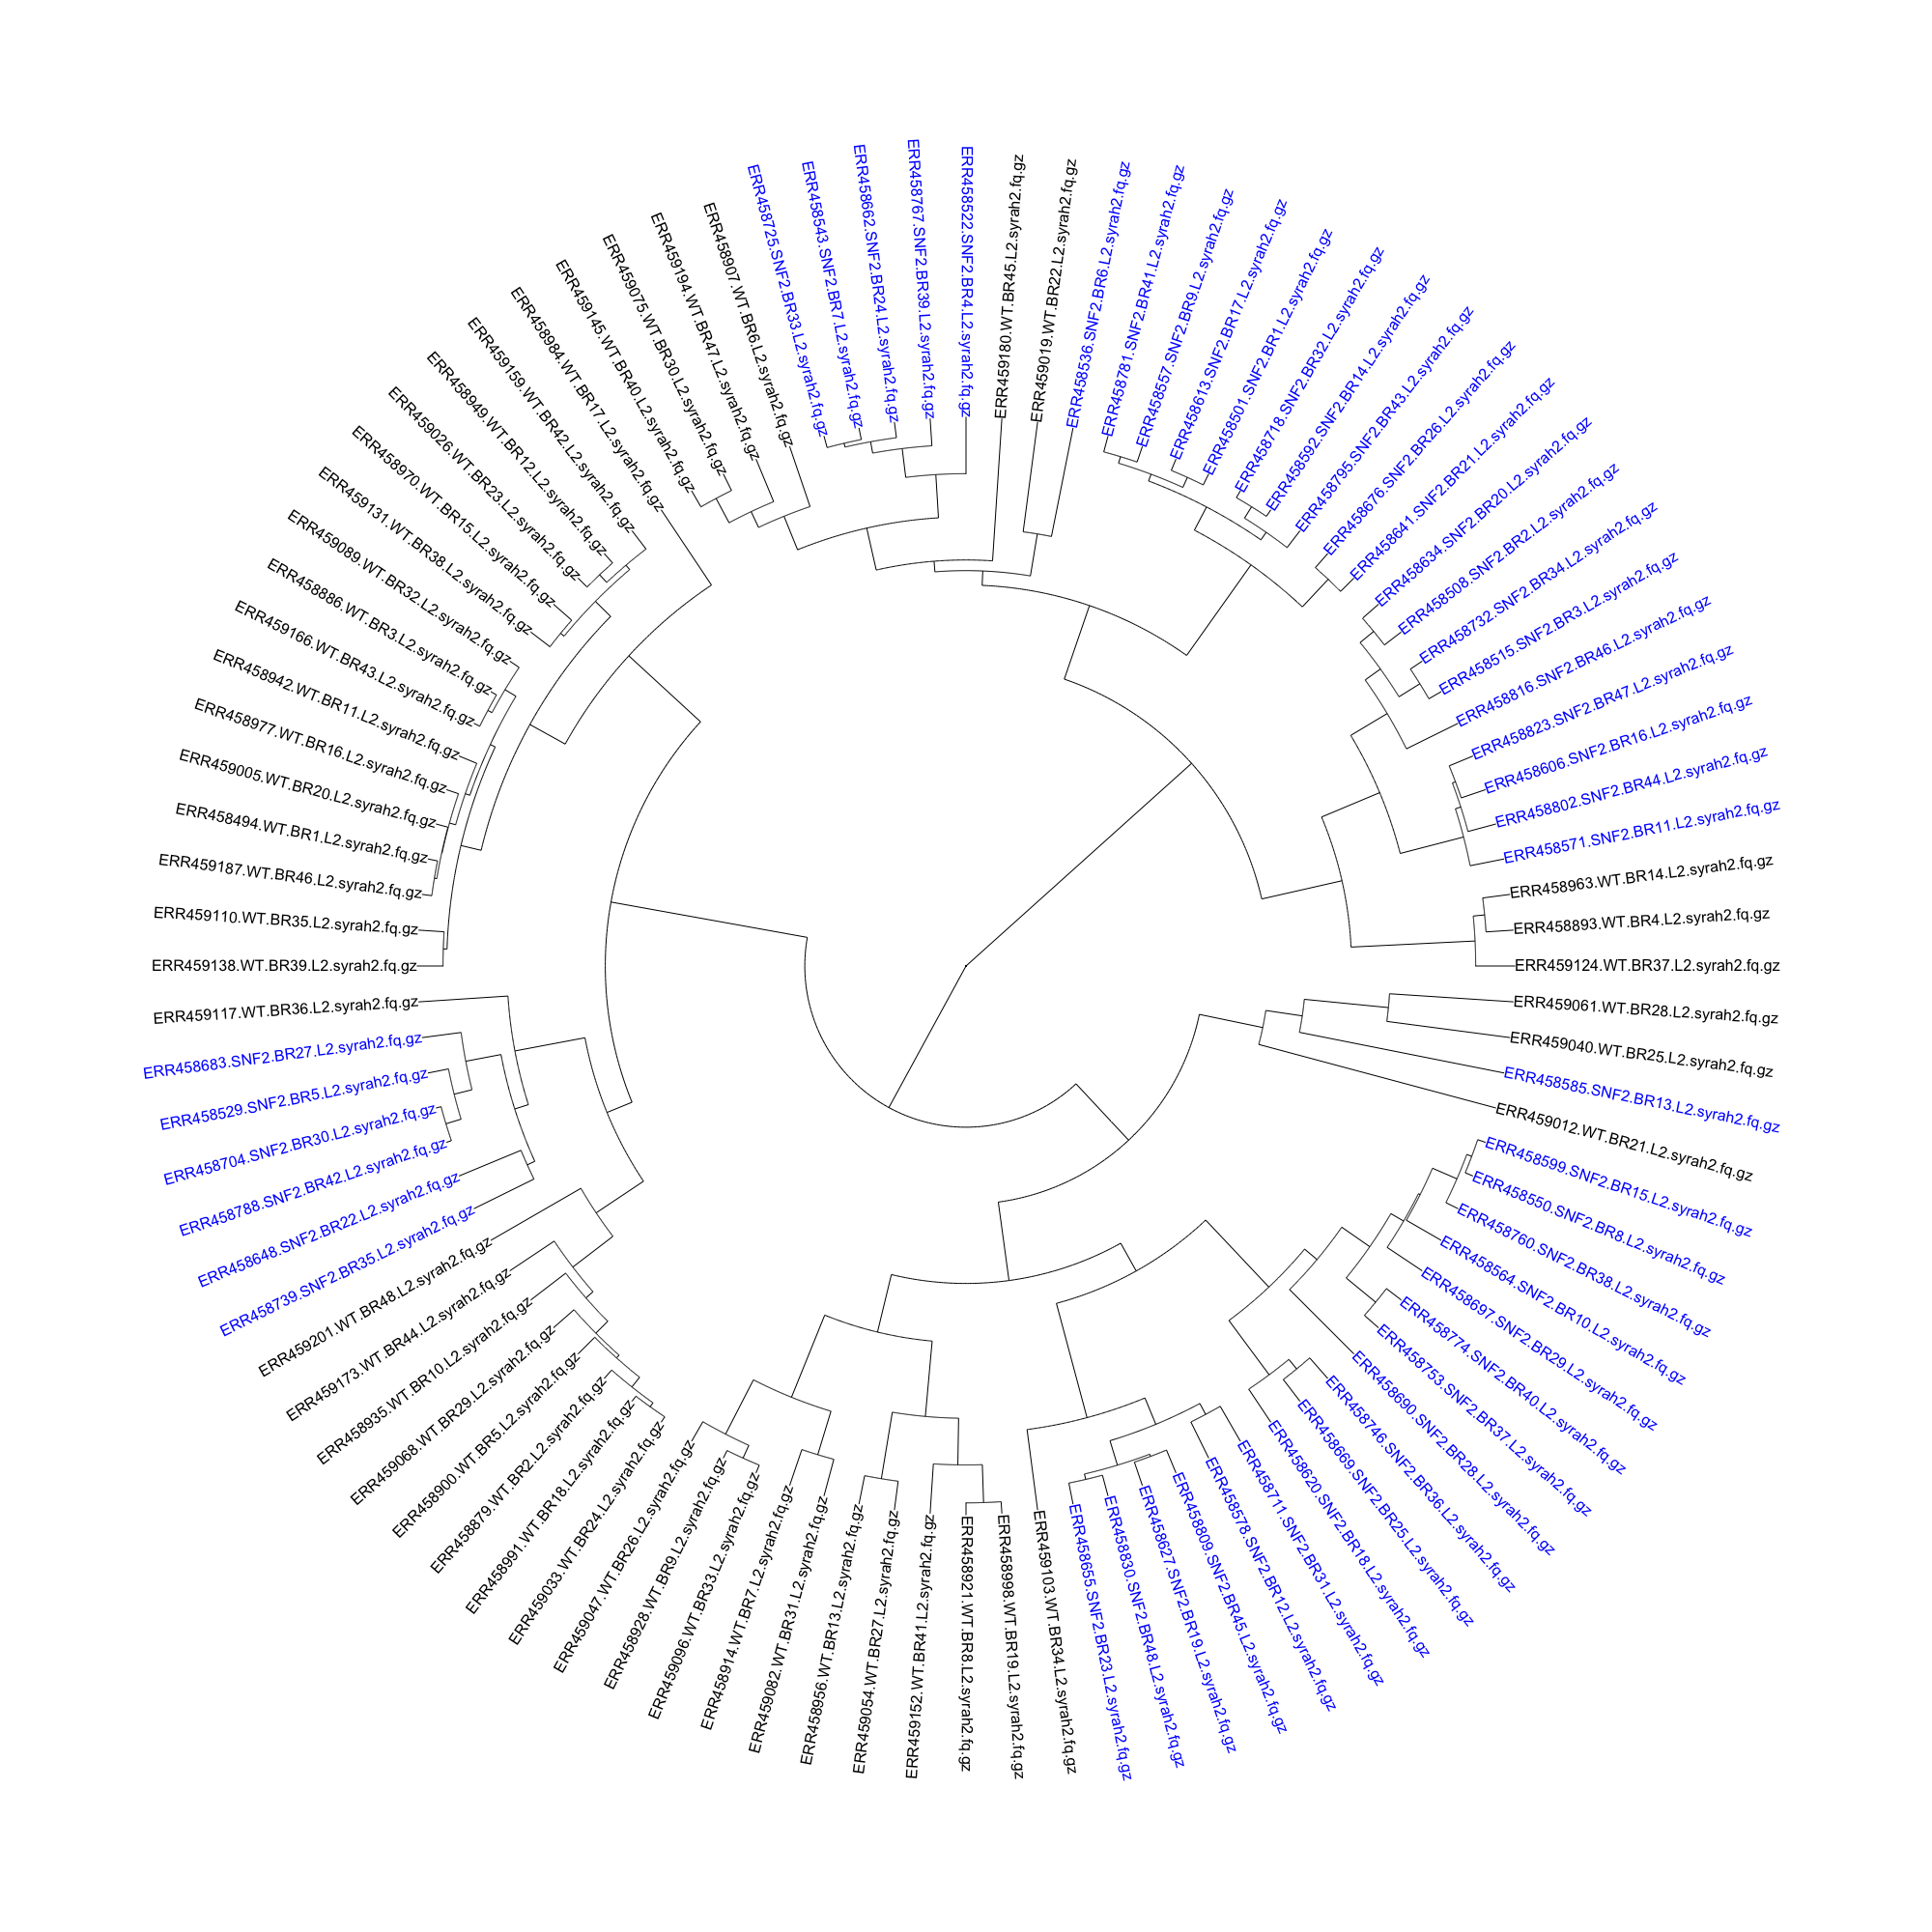 ERR458522.SNF2.BR4.L2.syrah2.fq.gz
ERR459180.WT.BR45.L2.syrah2.fq.gz
ERR459019.WT.BR22.L2.syrah2.fq.gz
ERR458536.SNF2.BR6.L2.syrah2.fq.gz
ERR458781.SNF2.BR41.L2.syrah2.fq.gz
ERR458557.SNF2.BR9.L2.syrah2.fq.gz
ERR458613.SNF2.BR17.L2.syrah2.fq.gz
ERR458501.SNF2.BR1.L2.syrah2.fq.gz
ERR458718.SNF2.BR32.L2.syrah2.fq.gz
ERR458592.SNF2.BR14.L2.syrah2.fq.gz
ERR458795.SNF2.BR43.L2.syrah2.fq.gz
ERR458676.SNF2.BR26.L2.syrah2.fq.gz
ERR458641.SNF2.BR21.L2.syrah2.fq.gz
ERR458634.SNF2.BR20.L2.syrah2.fq.gz
ERR458508.SNF2.BR2.L2.syrah2.fq.gz
ERR458732.SNF2.BR34.L2.syrah2.fq.gz
ERR458515.SNF2.BR3.L2.syrah2.fq.gz
ERR458816.SNF2.BR46.L2.syrah2.fq.gz
ERR458823.SNF2.BR47.L2.syrah2.fq.gz
ERR458606.SNF2.BR16.L2.syrah2.fq.gz
ERR458802.SNF2.BR44.L2.syrah2.fq.gz
ERR458571.SNF2.BR11.L2.syrah2.fq.gz
ERR458963.WT.BR14.L2.syrah2.fq.gz
ERR458893.WT.BR4.L2.syrah2.fq.gz
ERR459124.WT.BR37.L2.syrah2.fq.gz
ERR459061.WT.BR28.L2.syrah2.fq.gz
ERR459040.WT.BR25.L2.syrah2.fq.gz
ERR458585.SNF2.BR13.L2.syrah2.fq.gz
ERR459012.WT.BR21.L2.syrah2.fq.gz
ERR458599.SNF2.BR15.L2.syrah2.fq.gz
ERR458550.SNF2.BR8.L2.syrah2.fq.gz
ERR458760.SNF2.BR38.L2.syrah2.fq.gz
ERR458564.SNF2.BR10.L2.syrah2.fq.gz
ERR458697.SNF2.BR29.L2.syrah2.fq.gz
ERR458774.SNF2.BR40.L2.syrah2.fq.gz
ERR458753.SNF2.BR37.L2.syrah2.fq.gz
ERR458690.SNF2.BR28.L2.syrah2.fq.gz
ERR458746.SNF2.BR36.L2.syrah2.fq.gz
ERR458669.SNF2.BR25.L2.syrah2.fq.gz
ERR458620.SNF2.BR18.L2.syrah2.fq.gz
ERR458711.SNF2.BR31.L2.syrah2.fq.gz
ERR458578.SNF2.BR12.L2.syrah2.fq.gz
ERR458809.SNF2.BR45.L2.syrah2.fq.gz
ERR458627.SNF2.BR19.L2.syrah2.fq.gz
ERR458830.SNF2.BR48.L2.syrah2.fq.gz
ERR458655.SNF2.BR23.L2.syrah2.fq.gz
ERR459103.WT.BR34.L2.syrah2.fq.gz
ERR458998.WT.BR19.L2.syrah2.fq.gz
ERR458921.WT.BR8.L2.syrah2.fq.gz
ERR459152.WT.BR41.L2.syrah2.fq.gz
ERR459054.WT.BR27.L2.syrah2.fq.gz
ERR458956.WT.BR13.L2.syrah2.fq.gz
ERR459082.WT.BR31.L2.syrah2.fq.gz
ERR458914.WT.BR7.L2.syrah2.fq.gz
ERR459096.WT.BR33.L2.syrah2.fq.gz
ERR458928.WT.BR9.L2.syrah2.fq.gz
ERR459047.WT.BR26.L2.syrah2.fq.gz
ERR459033.WT.BR24.L2.syrah2.fq.gz
ERR458991.WT.BR18.L2.syrah2.fq.gz
ERR458879.WT.BR2.L2.syrah2.fq.gz
ERR458900.WT.BR5.L2.syrah2.fq.gz
ERR459068.WT.BR29.L2.syrah2.fq.gz
ERR458935.WT.BR10.L2.syrah2.fq.gz
ERR459173.WT.BR44.L2.syrah2.fq.gz
ERR459201.WT.BR48.L2.syrah2.fq.gz
ERR458739.SNF2.BR35.L2.syrah2.fq.gz
ERR458648.SNF2.BR22.L2.syrah2.fq.gz
ERR458788.SNF2.BR42.L2.syrah2.fq.gz
ERR458704.SNF2.BR30.L2.syrah2.fq.gz
ERR458529.SNF2.BR5.L2.syrah2.fq.gz
ERR458683.SNF2.BR27.L2.syrah2.fq.gz
ERR459117.WT.BR36.L2.syrah2.fq.gz
ERR459138.WT.BR39.L2.syrah2.fq.gz
ERR459110.WT.BR35.L2.syrah2.fq.gz
ERR459187.WT.BR46.L2.syrah2.fq.gz
ERR458494.WT.BR1.L2.syrah2.fq.gz
ERR459005.WT.BR20.L2.syrah2.fq.gz
ERR458977.WT.BR16.L2.syrah2.fq.gz
ERR458942.WT.BR11.L2.syrah2.fq.gz
ERR459166.WT.BR43.L2.syrah2.fq.gz
ERR458886.WT.BR3.L2.syrah2.fq.gz
ERR459089.WT.BR32.L2.syrah2.fq.gz
ERR459131.WT.BR38.L2.syrah2.fq.gz
ERR458970.WT.BR15.L2.syrah2.fq.gz
ERR459026.WT.BR23.L2.syrah2.fq.gz
ERR458949.WT.BR12.L2.syrah2.fq.gz
ERR459159.WT.BR42.L2.syrah2.fq.gz
ERR458984.WT.BR17.L2.syrah2.fq.gz
ERR459145.WT.BR40.L2.syrah2.fq.gz
ERR459075.WT.BR30.L2.syrah2.fq.gz
ERR459194.WT.BR47.L2.syrah2.fq.gz
ERR458907.WT.BR6.L2.syrah2.fq.gz
ERR458725.SNF2.BR33.L2.syrah2.fq.gz
ERR458543.SNF2.BR7.L2.syrah2.fq.gz
ERR458662.SNF2.BR24.L2.syrah2.fq.gz
ERR458767.SNF2.BR39.L2.syrah2.fq.gz